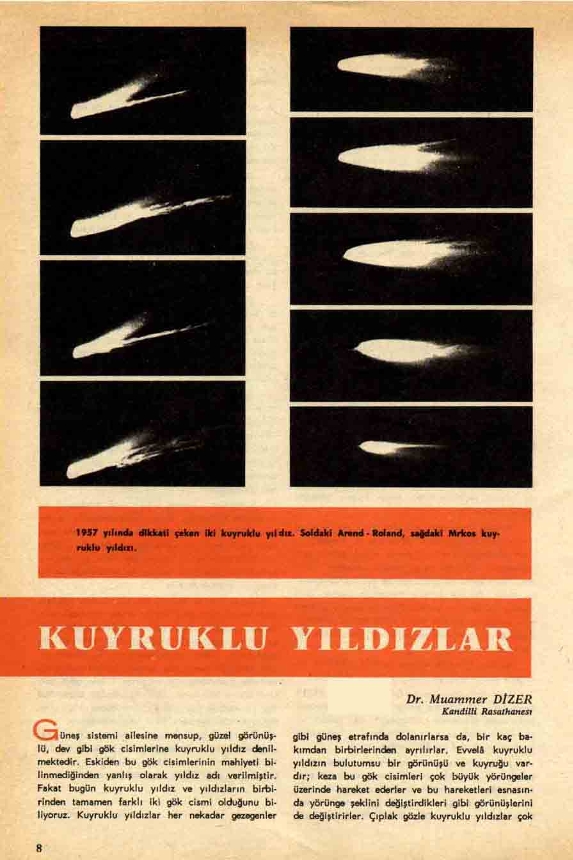 1957 yılında dikkati çeken iki kuyruklu yıldız. Soldaki Arend - Roland, sağdaki Mrkos kuy-
ruklu yıldızı.
KUYRUKLU YILDIZLAR
Dr. Muammer DİZER
Kandilli Rasathanesi
Güneş sistemi ailesine mensup, güzel görünüş-
lü, dev gibi gök cisimlerine kuyruklu yıldız denil-
mektedir. Eskiden bu gök cisimlerinin mahiyeti bi-
linmediğinden yanlış olarak yıldız adı verilmiştir.
Fakat bugün kuyruklu yıldız ve yıldızların birbi-
rinden tamamen farklı iki gök cismi olduğunu bi-
liyoruz. Kuyruklu yıldızlar her nekadar gezegenler
gibi güneş etrafında dolanırlarsa da, bir kaç ba-
kımdan birbirlerinden ayrılırlar. Evvelâ kuyruklu
yıldızın bulutumsu bir görünüşü ve kuyruğu var-
dır; keza bu gök cisimleri çok büyük yörüngeler
üzerinde hareket ederler ve bu hareketleri esnasın-
da yörünge şeklini değiştirdikleri gibi görünüşlerini
de değiştirirler. Çıplak gözle kuyruklu yıldızlar çok
8